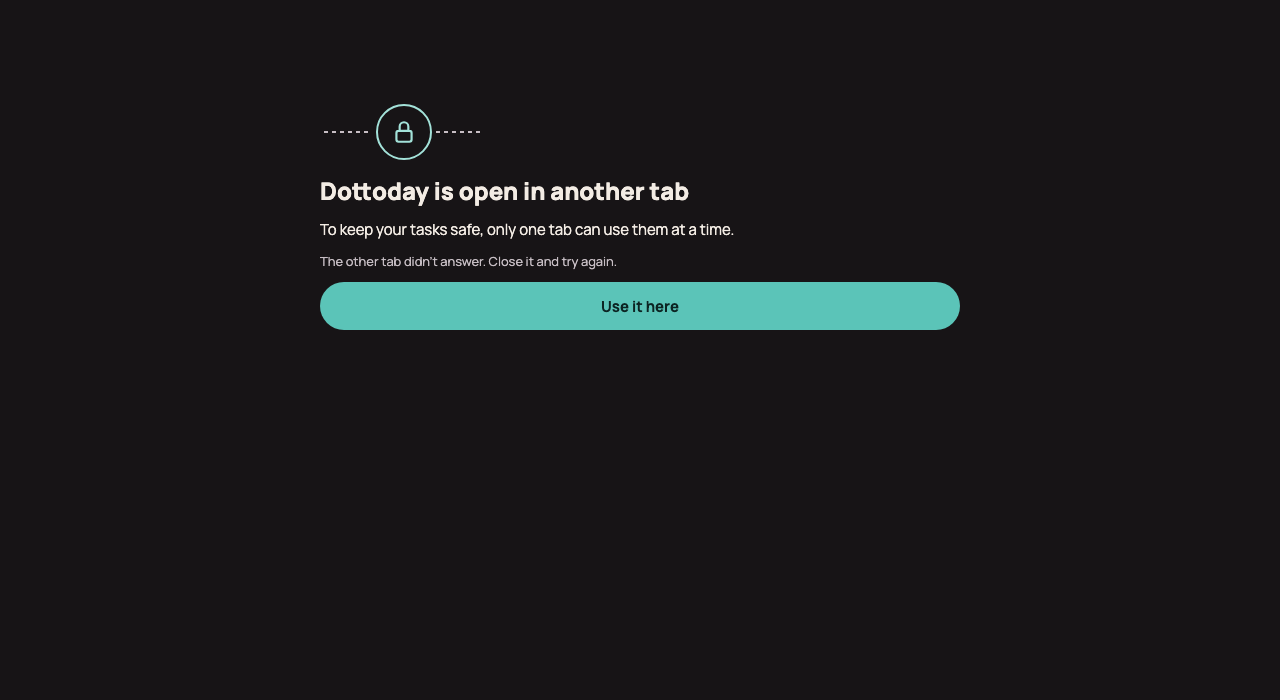 Dottoday is open in another tab
To keep your tasks safe, only one tab can use them at a time.
The other tab didn't answer. Close it and try again.
Use it here